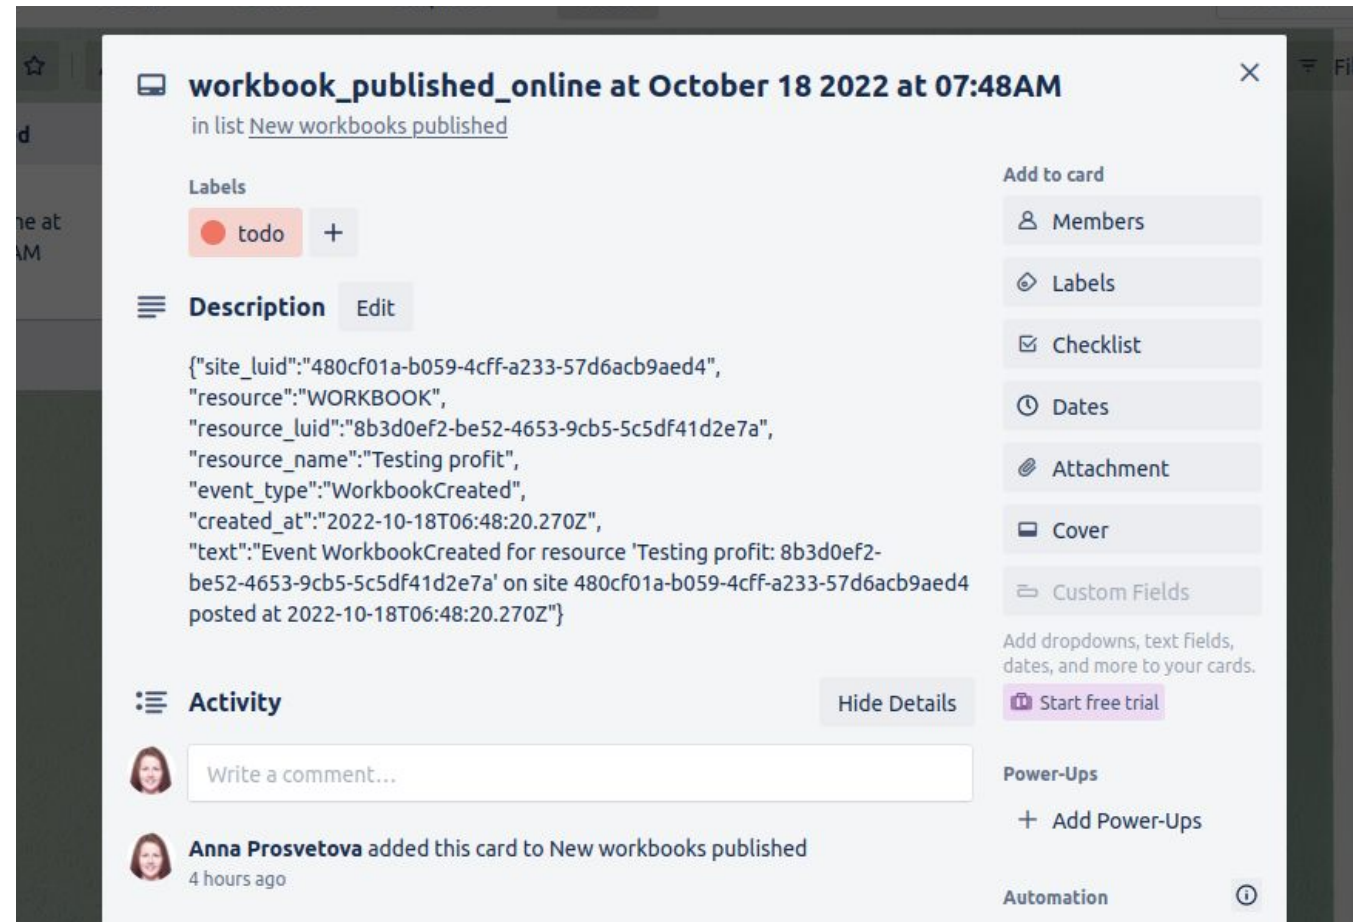 Fi
d
ne at
AM
workbook_published_online at October 18 2022 at 07:48AM
in list New workbooks published
Labels
todo
+
Description Edit
{"site_luid":"480cf01a-b059-4cff-a233-57d6acb9aed4",
"resource":"WORKBOOK",
"resource_luid":"8b3d0ef2-be52-4653-9cb5-5c5df41d2e7a",
"resource_name":"Testing profit",
"event_type":"WorkbookCreated",
"created_at":"2022-10-18T06:48:20.270Z",
"text":"Event WorkbookCreated for resource 'Testing profit: 8b3d0ef2-
be52-4653-9cb5-5c5df41d2e7a' on site 480cf01a-b059-4cff-a233-57d6acb9aed4
posted at 2022-10-18T06:48:20.270Z"}
Activity
Hide Details
Write a comment...
Anna Prosvetova added this card to New workbooks published
4 hours ago
Add to card
Members
Labels
Checklist
Dates
Attachment
Cover
Custom Fields
Add dropdowns, text fields,
dates, and more to your cards.
Start free trial
Power-Ups
+ Add Power-Ups
Automation